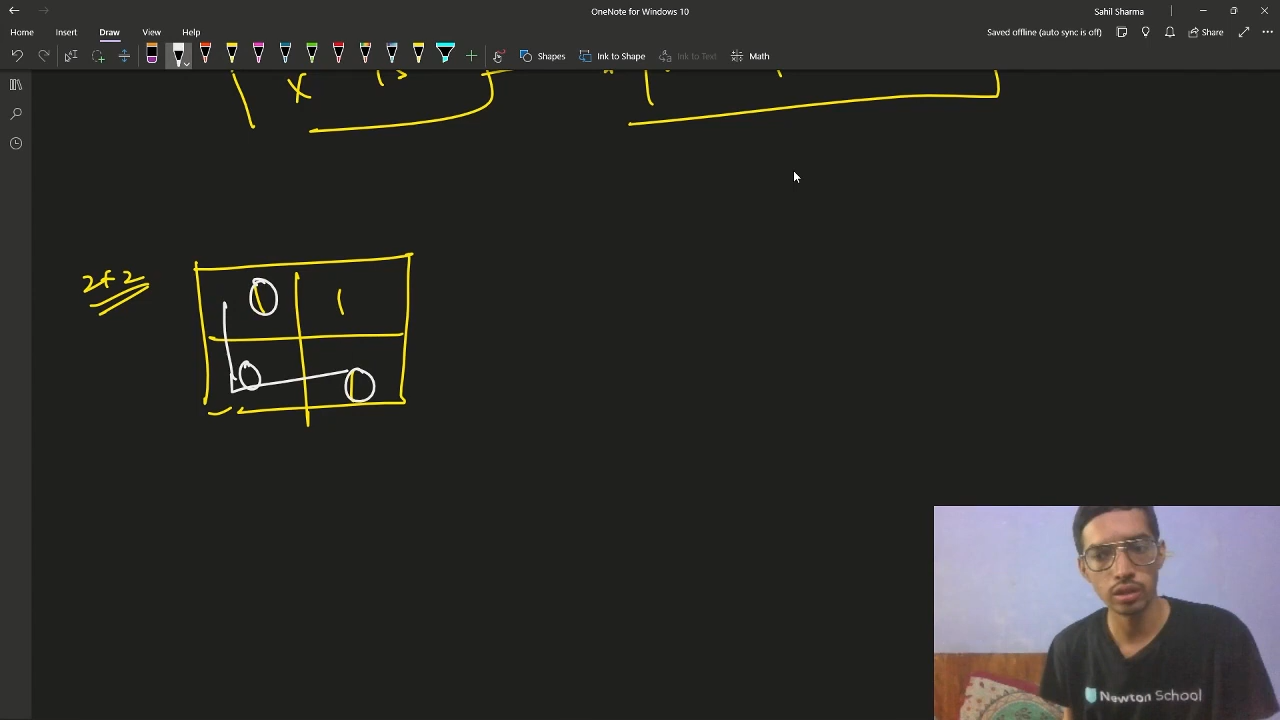 OneNote for Windows 10
Sahil Sharma
Home Insert Draw View Help
Saved offline (auto sync is off)
Share
Shapes
Ink to Shape
Ink to Text
Math
x
2+2
0 1
0 0
Newton School